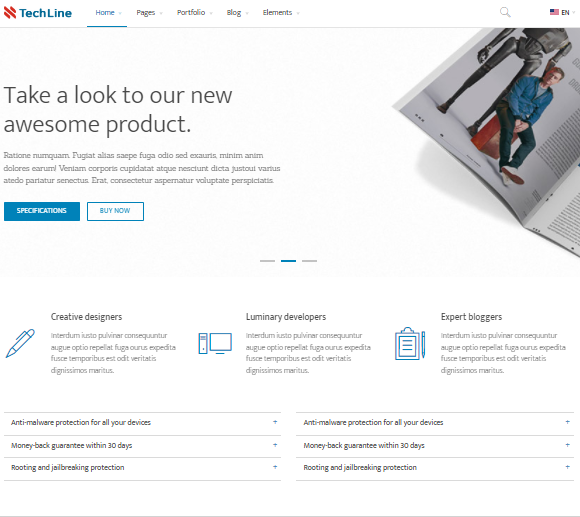 TechLine Home Pages Portfolio Blog Elements EN
Take a look to our new
awesome product.
Ratione numquam. Fugiat alias saepe fuga odio sed exauris, minim anim
dolores earum! Veniam corporis cupidatat atque nesciunt dicta justoui varius
atedo pariatur senectus. Erat, consectetur aspernatur voluptate perspiciatis.
SPECIFICATIONS BUY NOW
Creative designers
Interdum iusto pulvinar consequuntur
augue optio repellat fuga ourus expedita
fusce temporibus est odit veritatis
dignissimos maritus.
Luminary developers
Interdum iusto pulvinar consequuntur
augue optio repellat fuga ourus expedita
fusce temporibus est odit veritatis
dignissimos maritus.
Expert bloggers
Interdum iusto pulvinar consequuntur
augue optio repellat fuga ourus expedita
fusce temporibus est odit veritatis
dignissimos maritus.
Anti-malware protection for all your devices +
Money-back guarantee within 30 days +
Rooting and jailbreaking protection +
Anti-malware protection for all your devices +
Money-back guarantee within 30 days +
Rooting and jailbreaking protection +